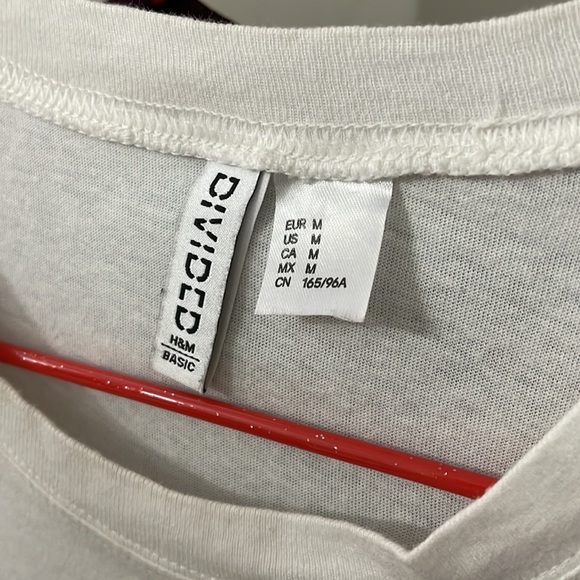 DIVIDED
H&M
BASIC
EUR M
US M
CA M
MX M
CN 165/96A